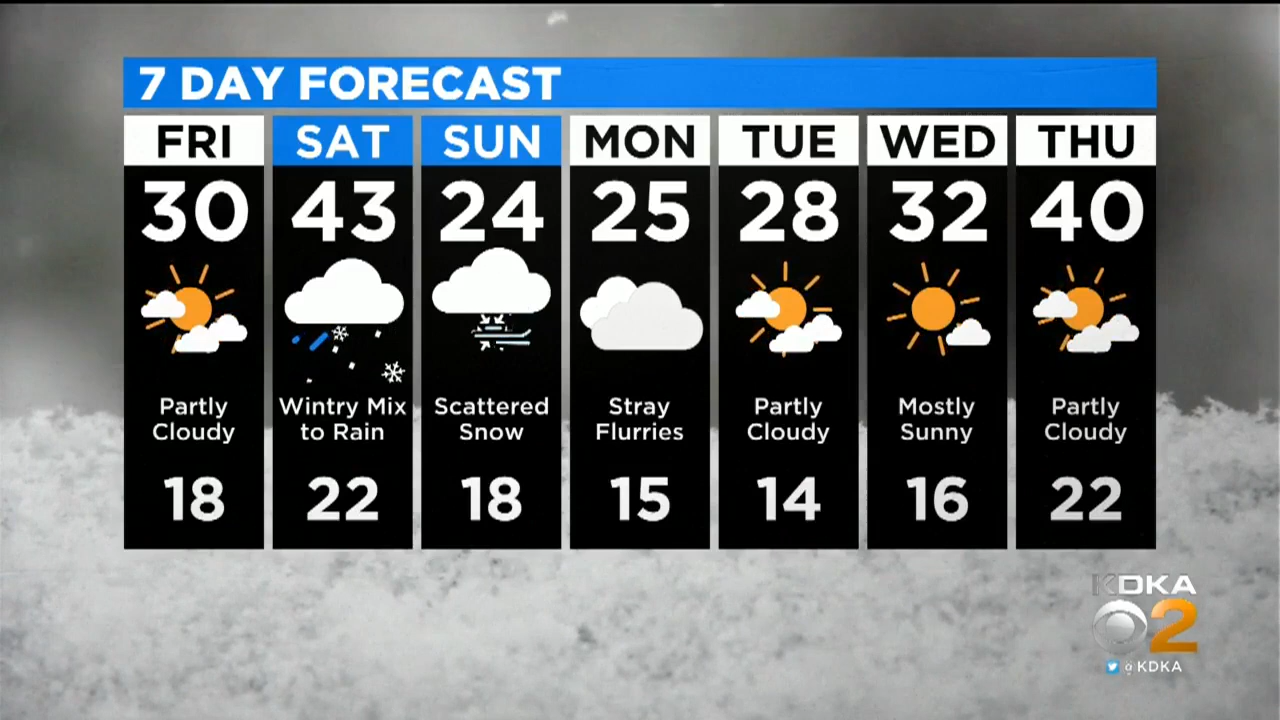 7 DAY FORECAST
FRI SAT SUN MON TUE WED THU
30 43 24 25 28 32 40
Partly Wintry Mix Scattered Stray Partly Mostly Partly
Cloudy to Rain Snow Flurries Cloudy Sunny Cloudy
18 22 18 15 14 16 22
KDKA
2
@KDKA